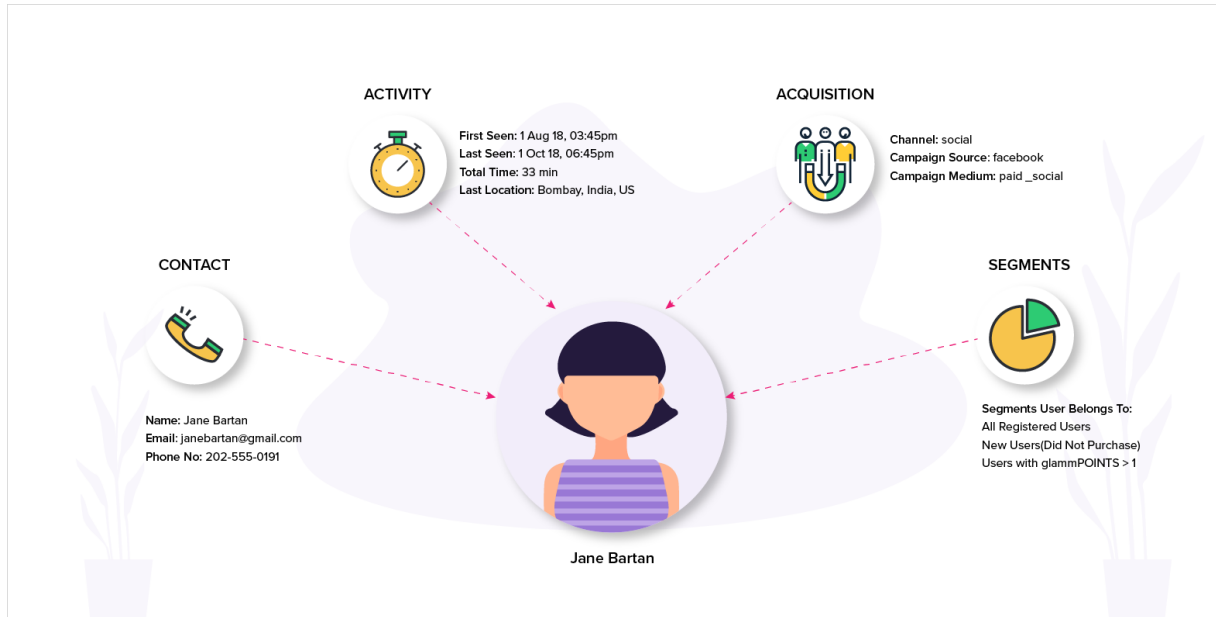 ACTIVITY
First Seen: 1 Aug 18, 03:45pm
Last Seen: 1 Oct 18, 06:45pm
Total Time: 33 min
Last Location: Bombay, India, US
ACQUISITION
Channel: social
Campaign Source: facebook
Campaign Medium: paid _social
CONTACT
Name: Jane Bartan
Email: janebartan@gmail.com
Phone No: 202-555-0191
SEGMENTS
Segments User Belongs To:
All Registered Users
New Users(Did Not Purchase)
Users with glammPOINTS > 1
Jane Bartan